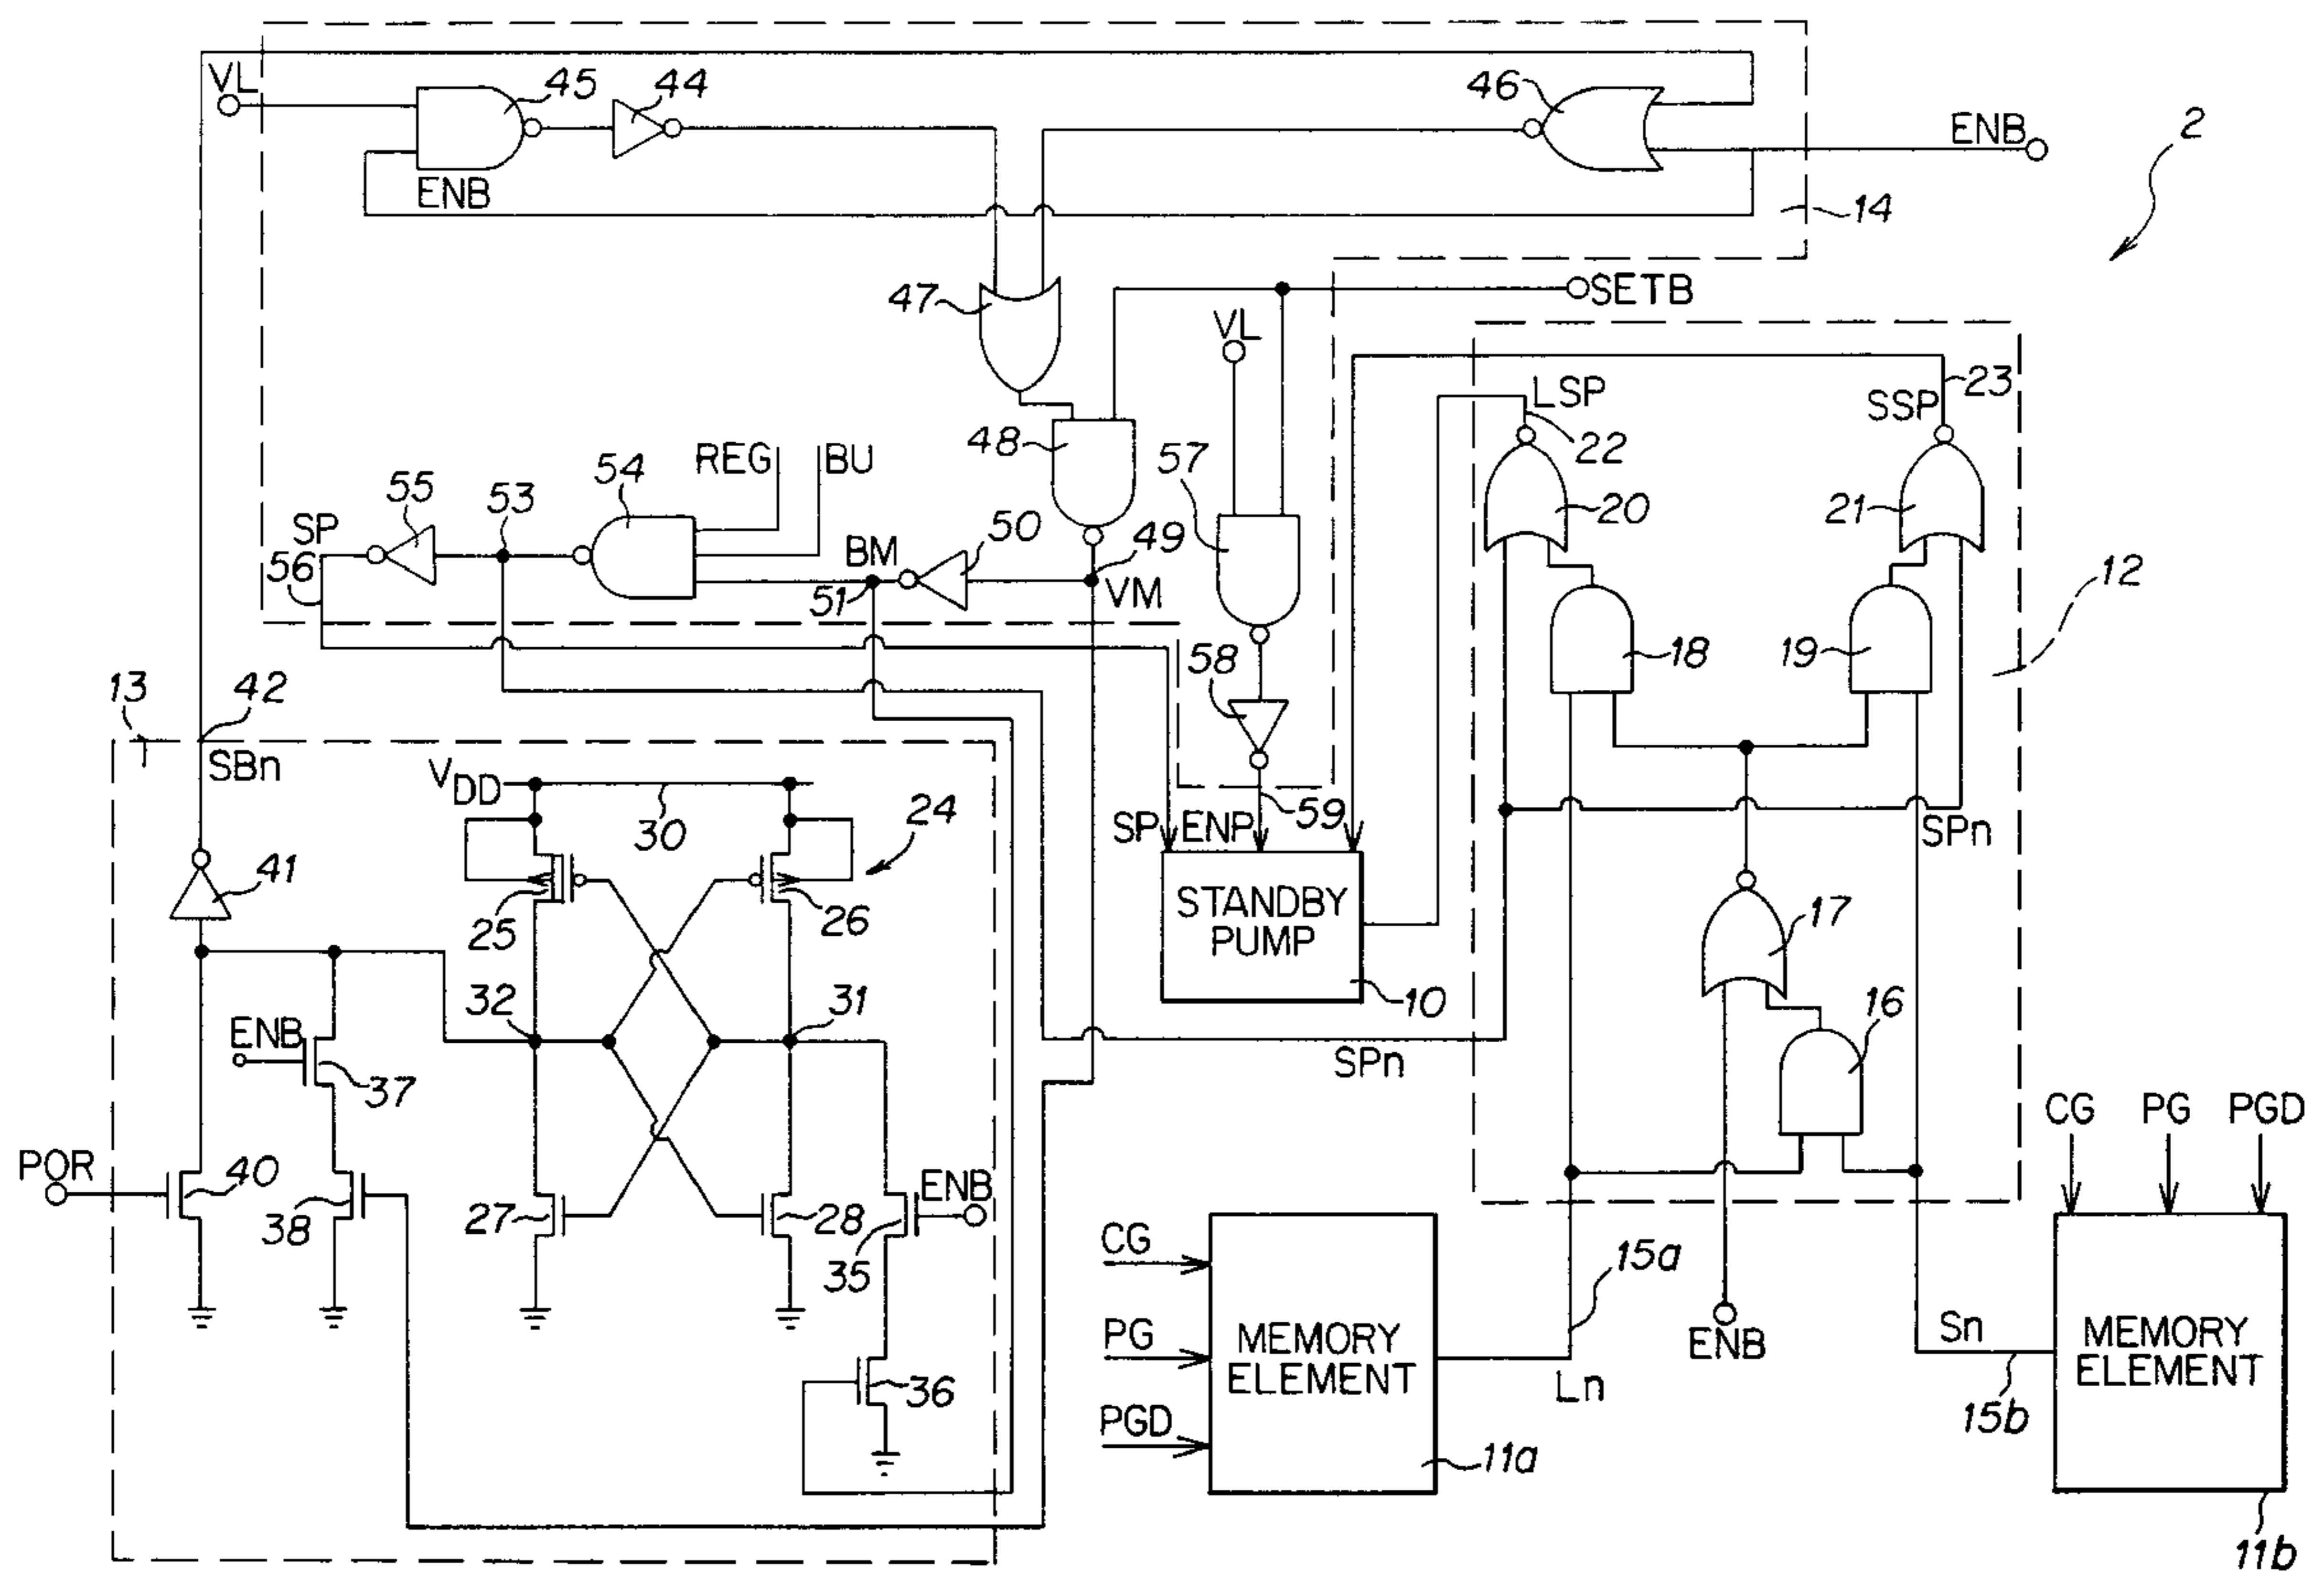 VL
45
44
46
ENB
2
ENB
14
47
SETB
VL
LSP
SSP
23
48
57
22
REG
BU
54
55
53
SP
20
21
50
BM
49
56
51
VM
12
58
18
19
13
42
SBn
V DD
30
24
SP
ENP
59
SPn
41
25
26
STANDBY
PUMP
17
32
31
10
16
ENB
37
SPn
CG
PG
PGD
POR
40
38
27
28
ENB
35
CG
15a
PG
MEMORY
ELEMENT
ENB
Sn
MEMORY
ELEMENT
36
Ln
PGD
15b
11a
11b